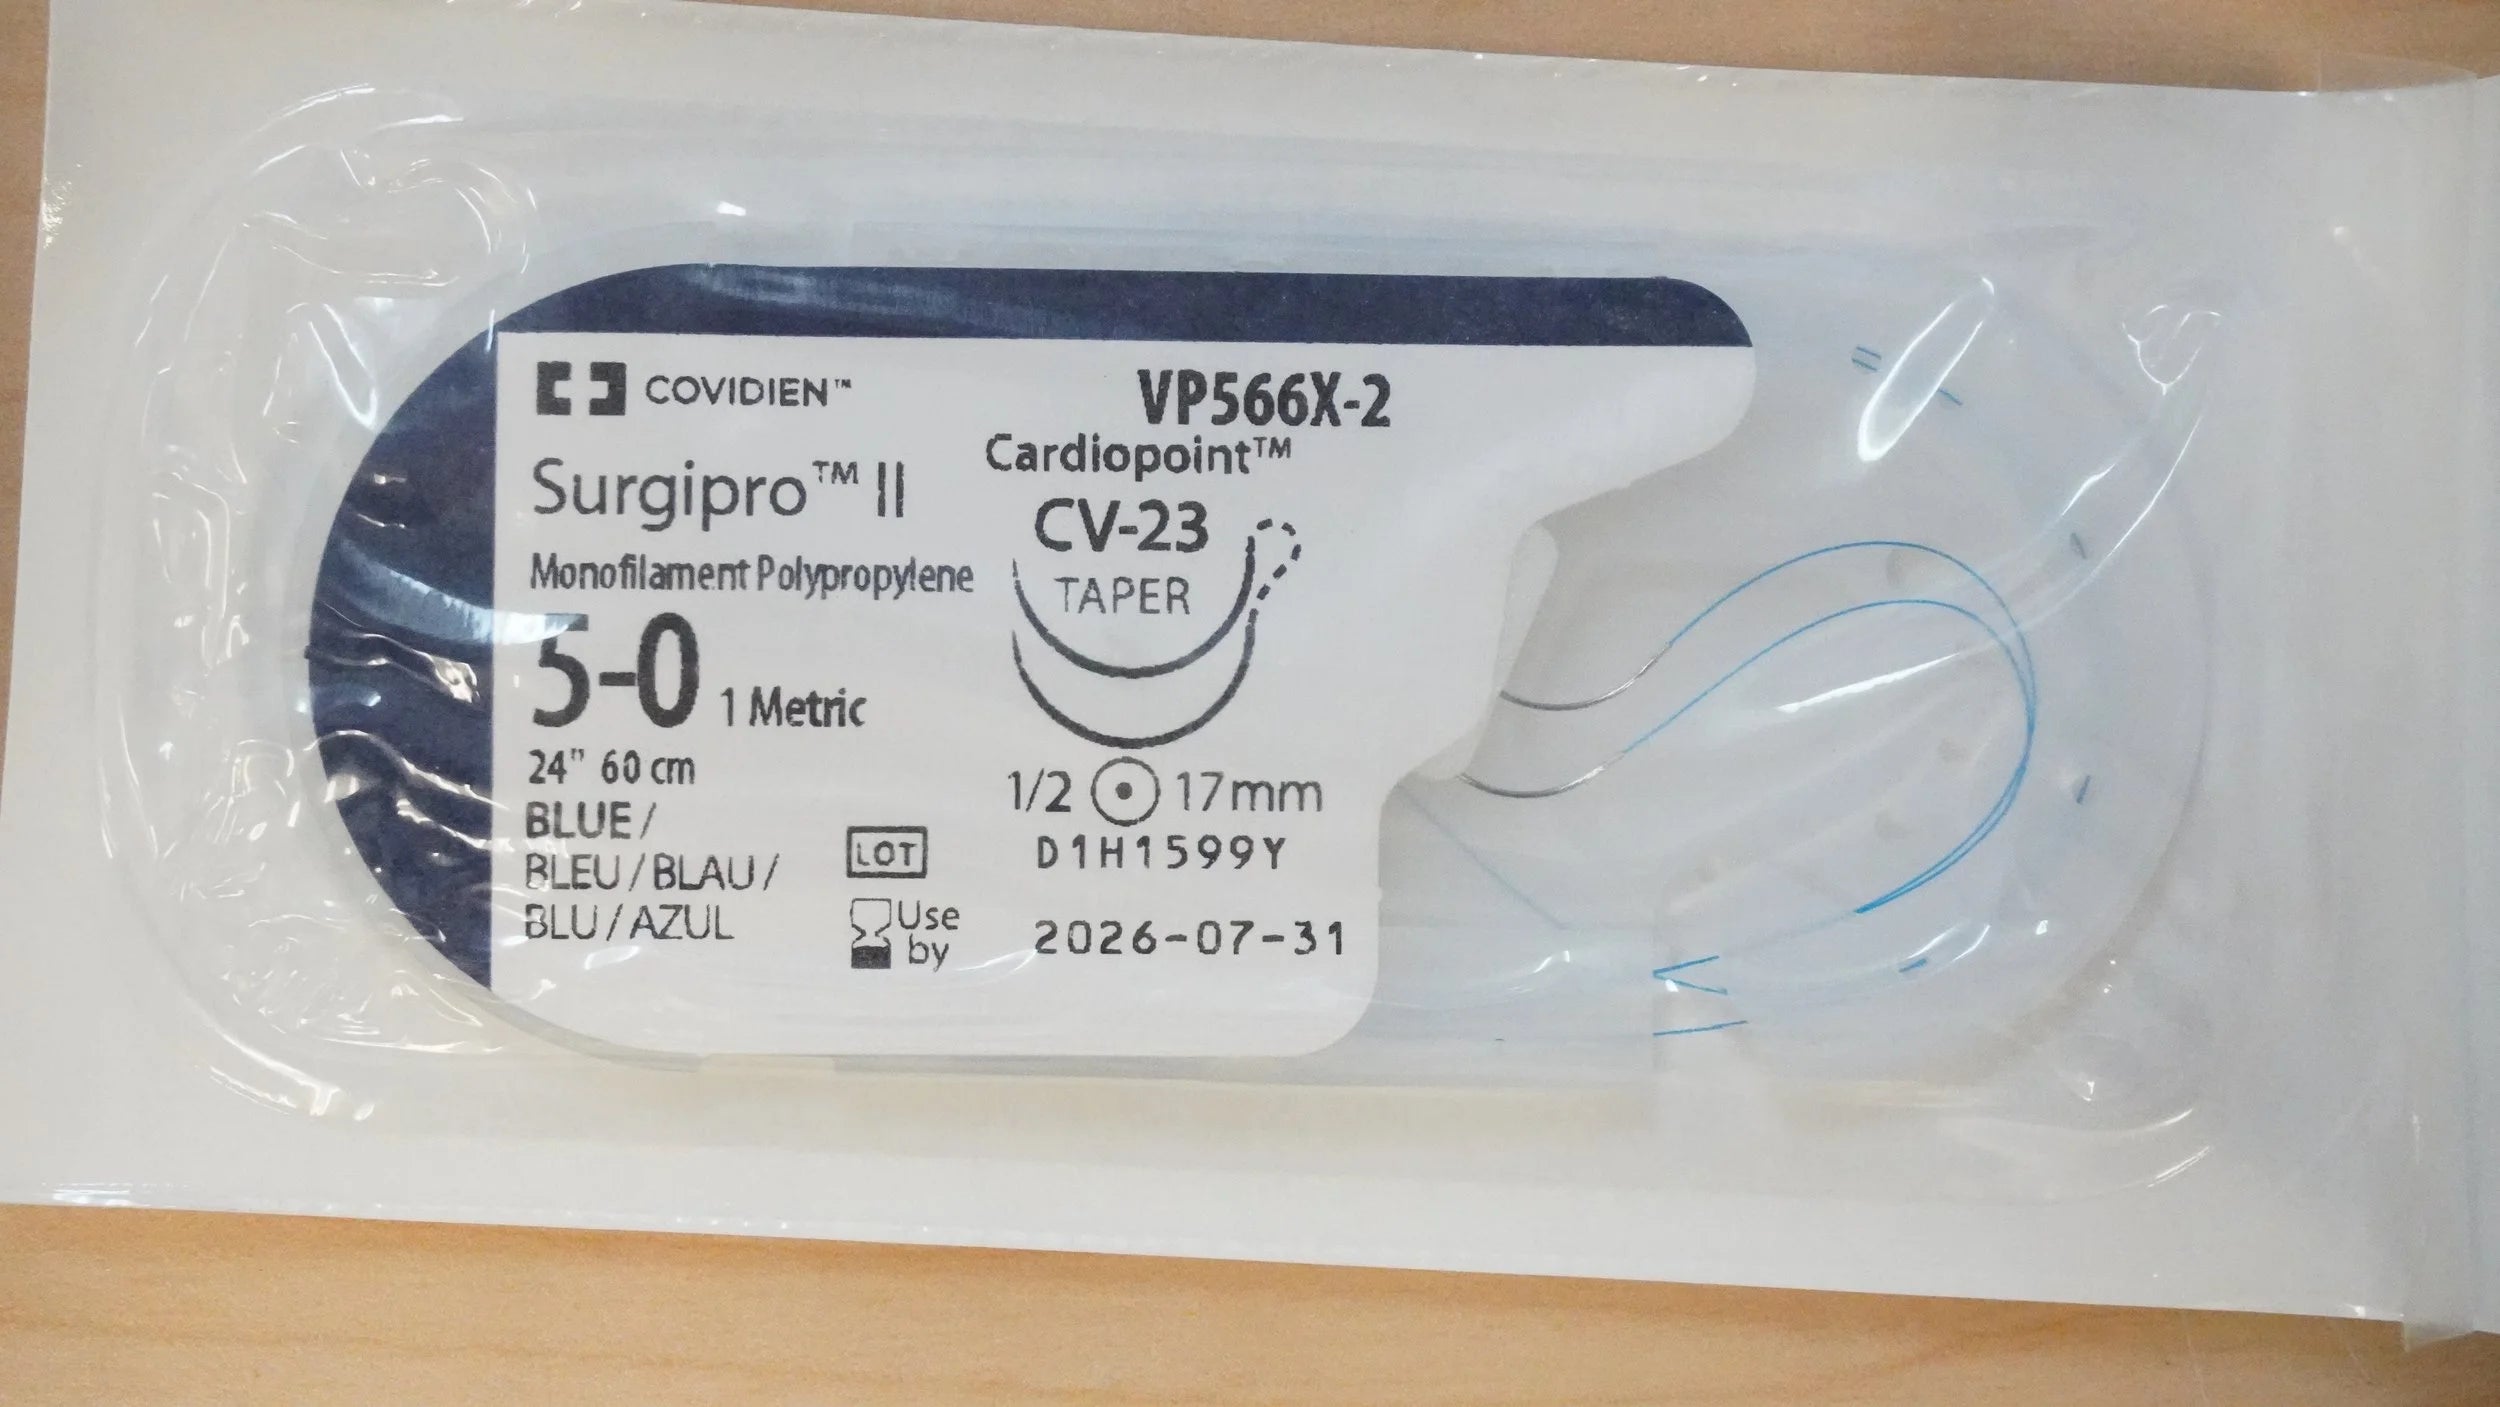 COVIDIEN™
VP566X-2
Surgipro™ II
Cardiopoint™
CV-23
TAPER
Monofilament Polypropylene
5-0 1 Metric
24" 60 cm
1/2 17mm
BLUE/
BLEU/BLAU/
BLU/AZUL
LOT D1H1599Y
Use by 2026-07-31